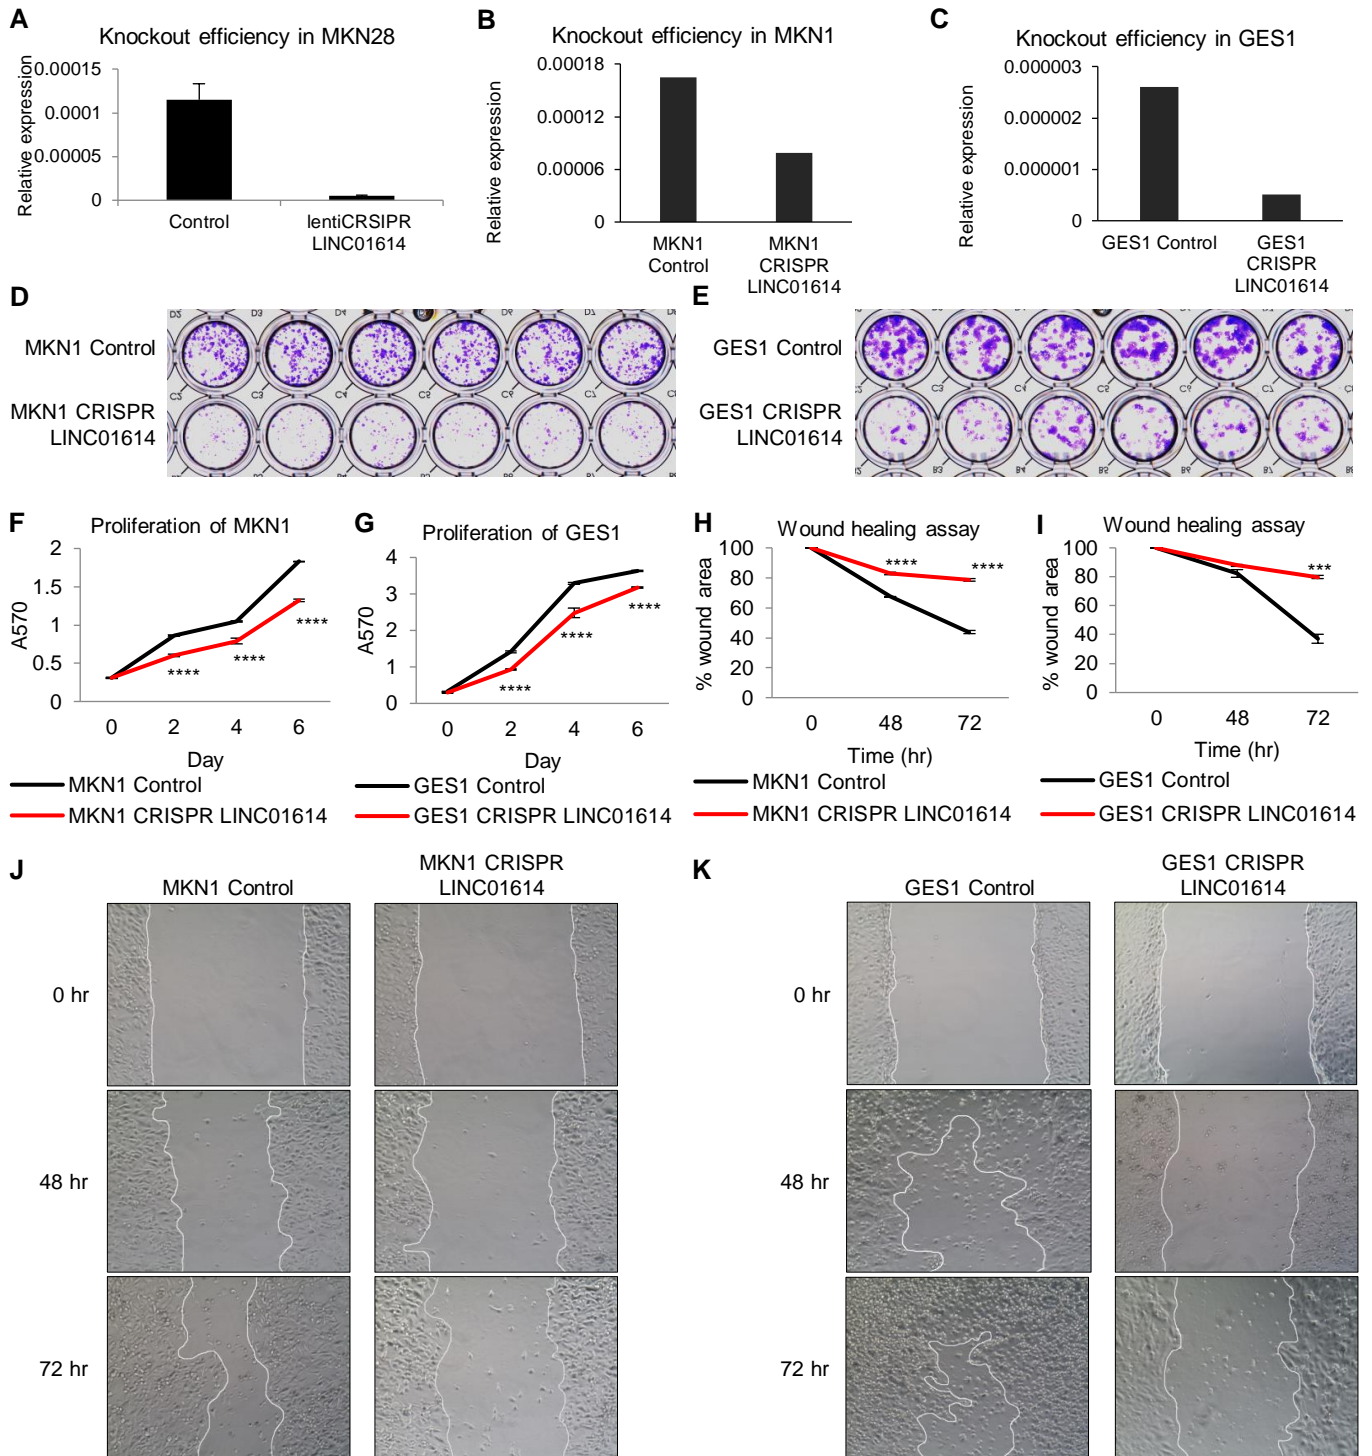 A
Knockout efficiency in MKN28
Relative expression
0.00015
0.0001
0.00005
0
Control
lentiCRSIPR
LINC01614
B
Knockout efficiency in MKN1
Relative expression
0.00018
0.00012
0.00006
0
MKN1
Control
MKN1
CRISPR
LINC01614
C
Knockout efficiency in GES1
Relative expression
0.000003
0.000002
0.000001
0
GES1 Control
GES1
CRISPR
LINC01614
D
MKN1 Control
MKN1 CRISPR
LINC01614
E
GES1 Control
GES1 CRISPR
LINC01614
F
Proliferation of MKN1
A570
2
1.5
1
0.5
0
0 2 4 6
Day
****
****
****
MKN1 Control
MKN1 CRISPR LINC01614
G
Proliferation of GES1
A570
4
3
2
1
0
0 2 4 6
Day
****
****
****
GES1 Control
GES1 CRISPR LINC01614
H
Wound healing assay
% wound area
100
80
60
40
20
0
0 48 72
Time (hr)
****
****
MKN1 Control
MKN1 CRISPR LINC01614
I
Wound healing assay
% wound area
100
80
60
40
20
0
0 48 72
Time (hr)
***
GES1 Control
GES1 CRISPR LINC01614
J
MKN1 Control
MKN1 CRISPR
LINC01614
0 hr
48 hr
72 hr
K
GES1 Control
GES1 CRISPR
LINC01614
0 hr
48 hr
72 hr